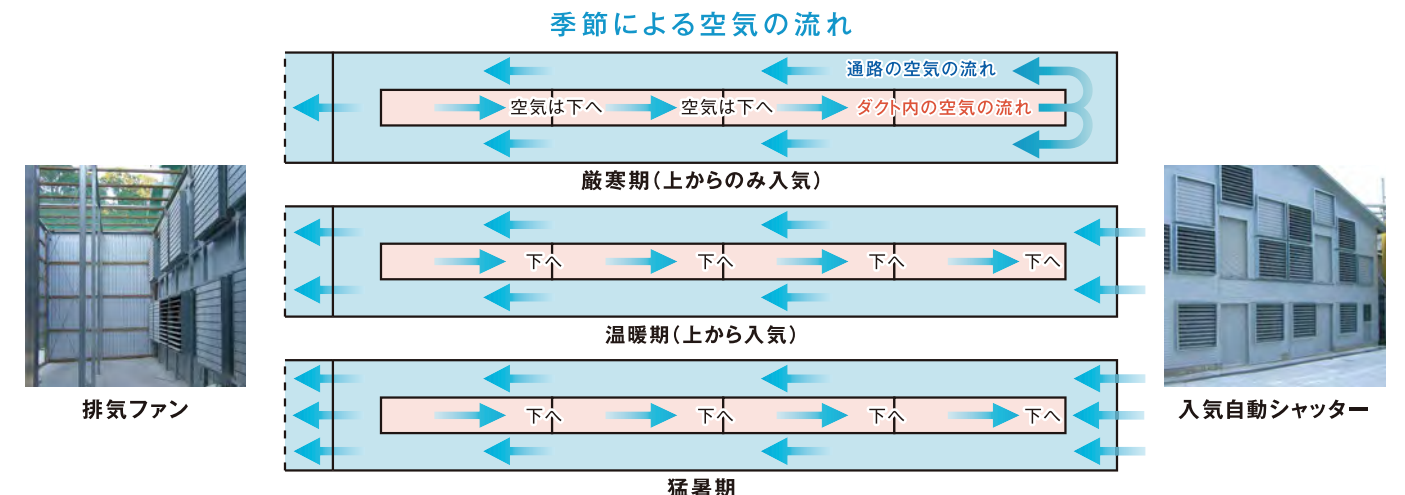 季節による空気の流れ
通路の空気の流れ
空気は下へ 空気は下へ ダクト内の空気の流れ
厳寒期(上からのみ入気)
下へ 下へ 下へ 下へ
温暖期(上から入気)
下へ 下へ 下へ 下へ
猛暑期
排気ファン
入気自動シャッター